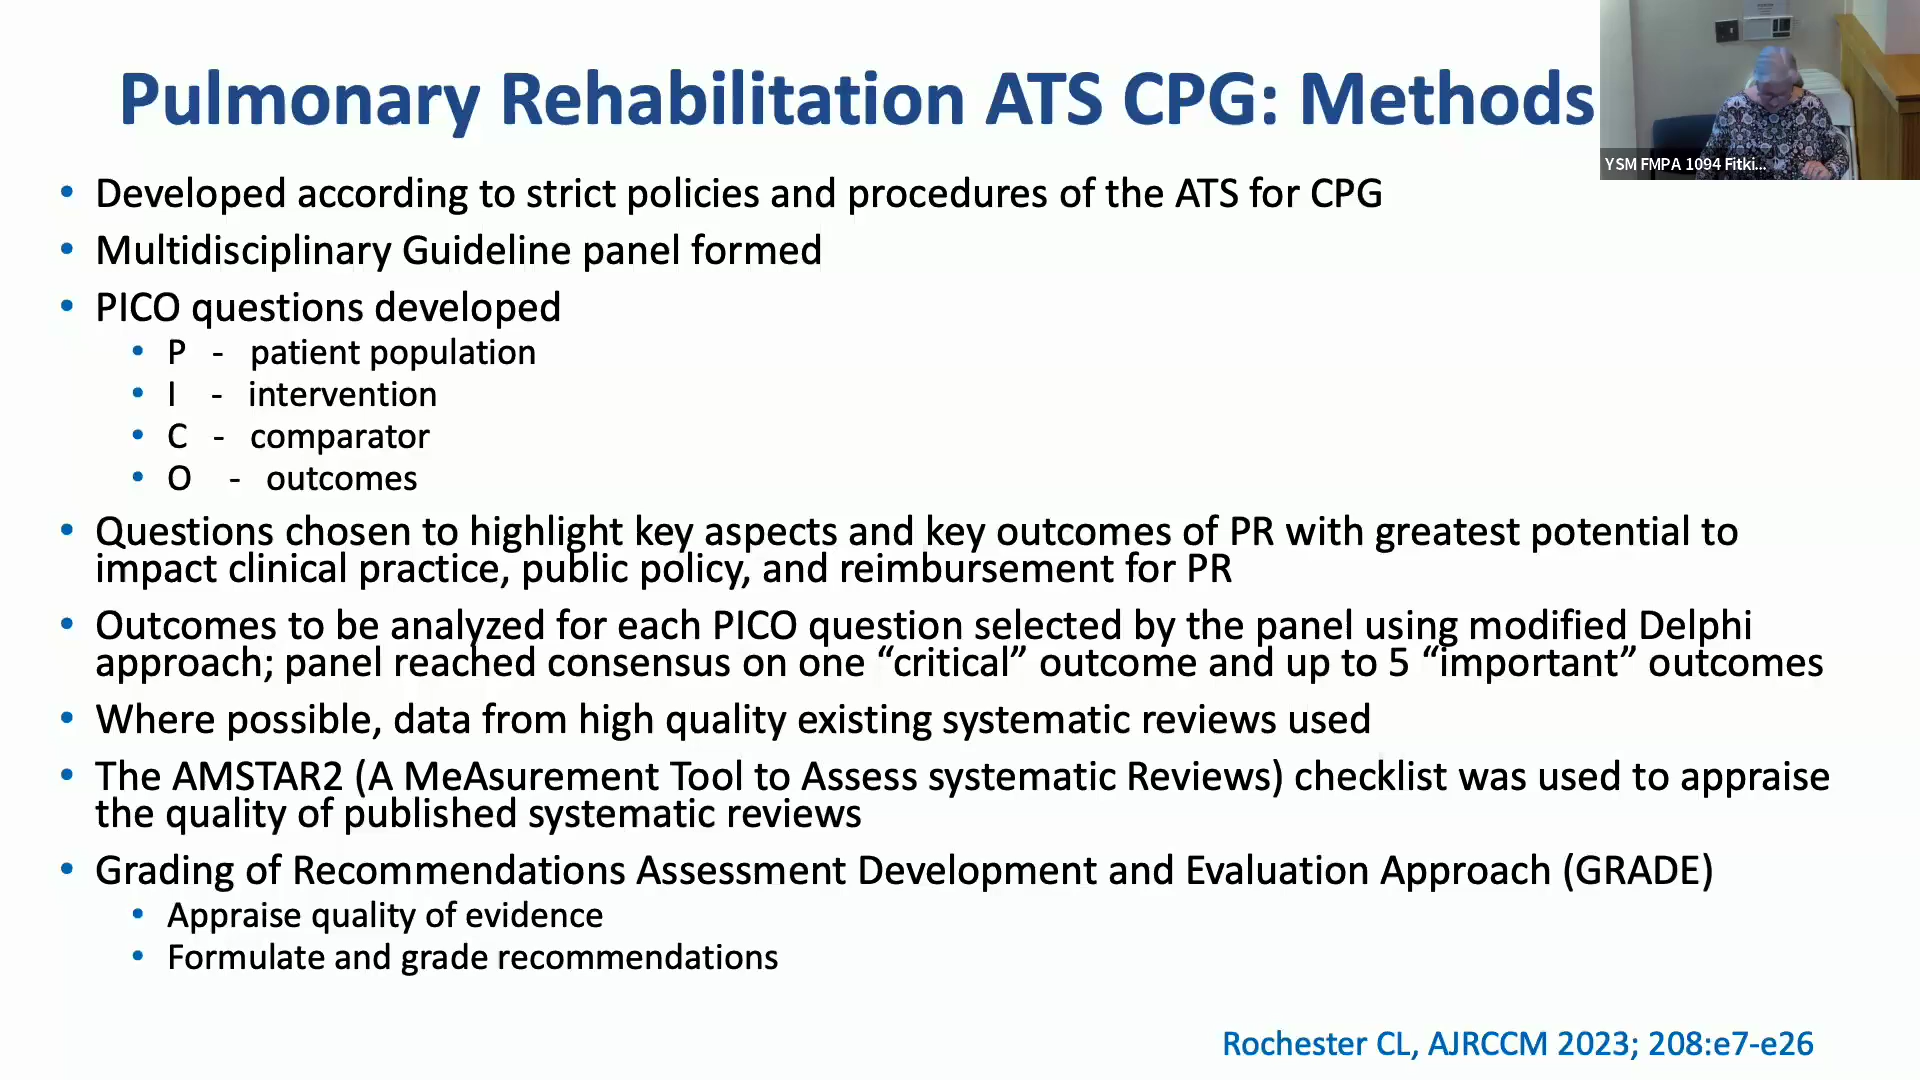 Pulmonary Rehabilitation ATS CPG: Methods
YSM FMPA 1094 Fitki...
• Developed according to strict policies and procedures of the ATS for CPG
• Multidisciplinary Guideline panel formed
• PICO questions developed
• P - patient population
• I - intervention
• C - comparator
• O - outcomes
• Questions chosen to highlight key aspects and key outcomes of PR with greatest potential to
impact clinical practice, public policy, and reimbursement for PR
• Outcomes to be analyzed for each PICO question selected by the panel using modified Delphi
approach; panel reached consensus on one “critical” outcome and up to 5 “important” outcomes
• Where possible, data from high quality existing systematic reviews used
• The AMSTAR2 (A MeAsurement Tool to Assess systematic Reviews) checklist was used to appraise
the quality of published systematic reviews
• Grading of Recommendations Assessment Development and Evaluation Approach (GRADE)
• Appraise quality of evidence
• Formulate and grade recommendations
Rochester CL, AJRCCM 2023; 208:e7-e26